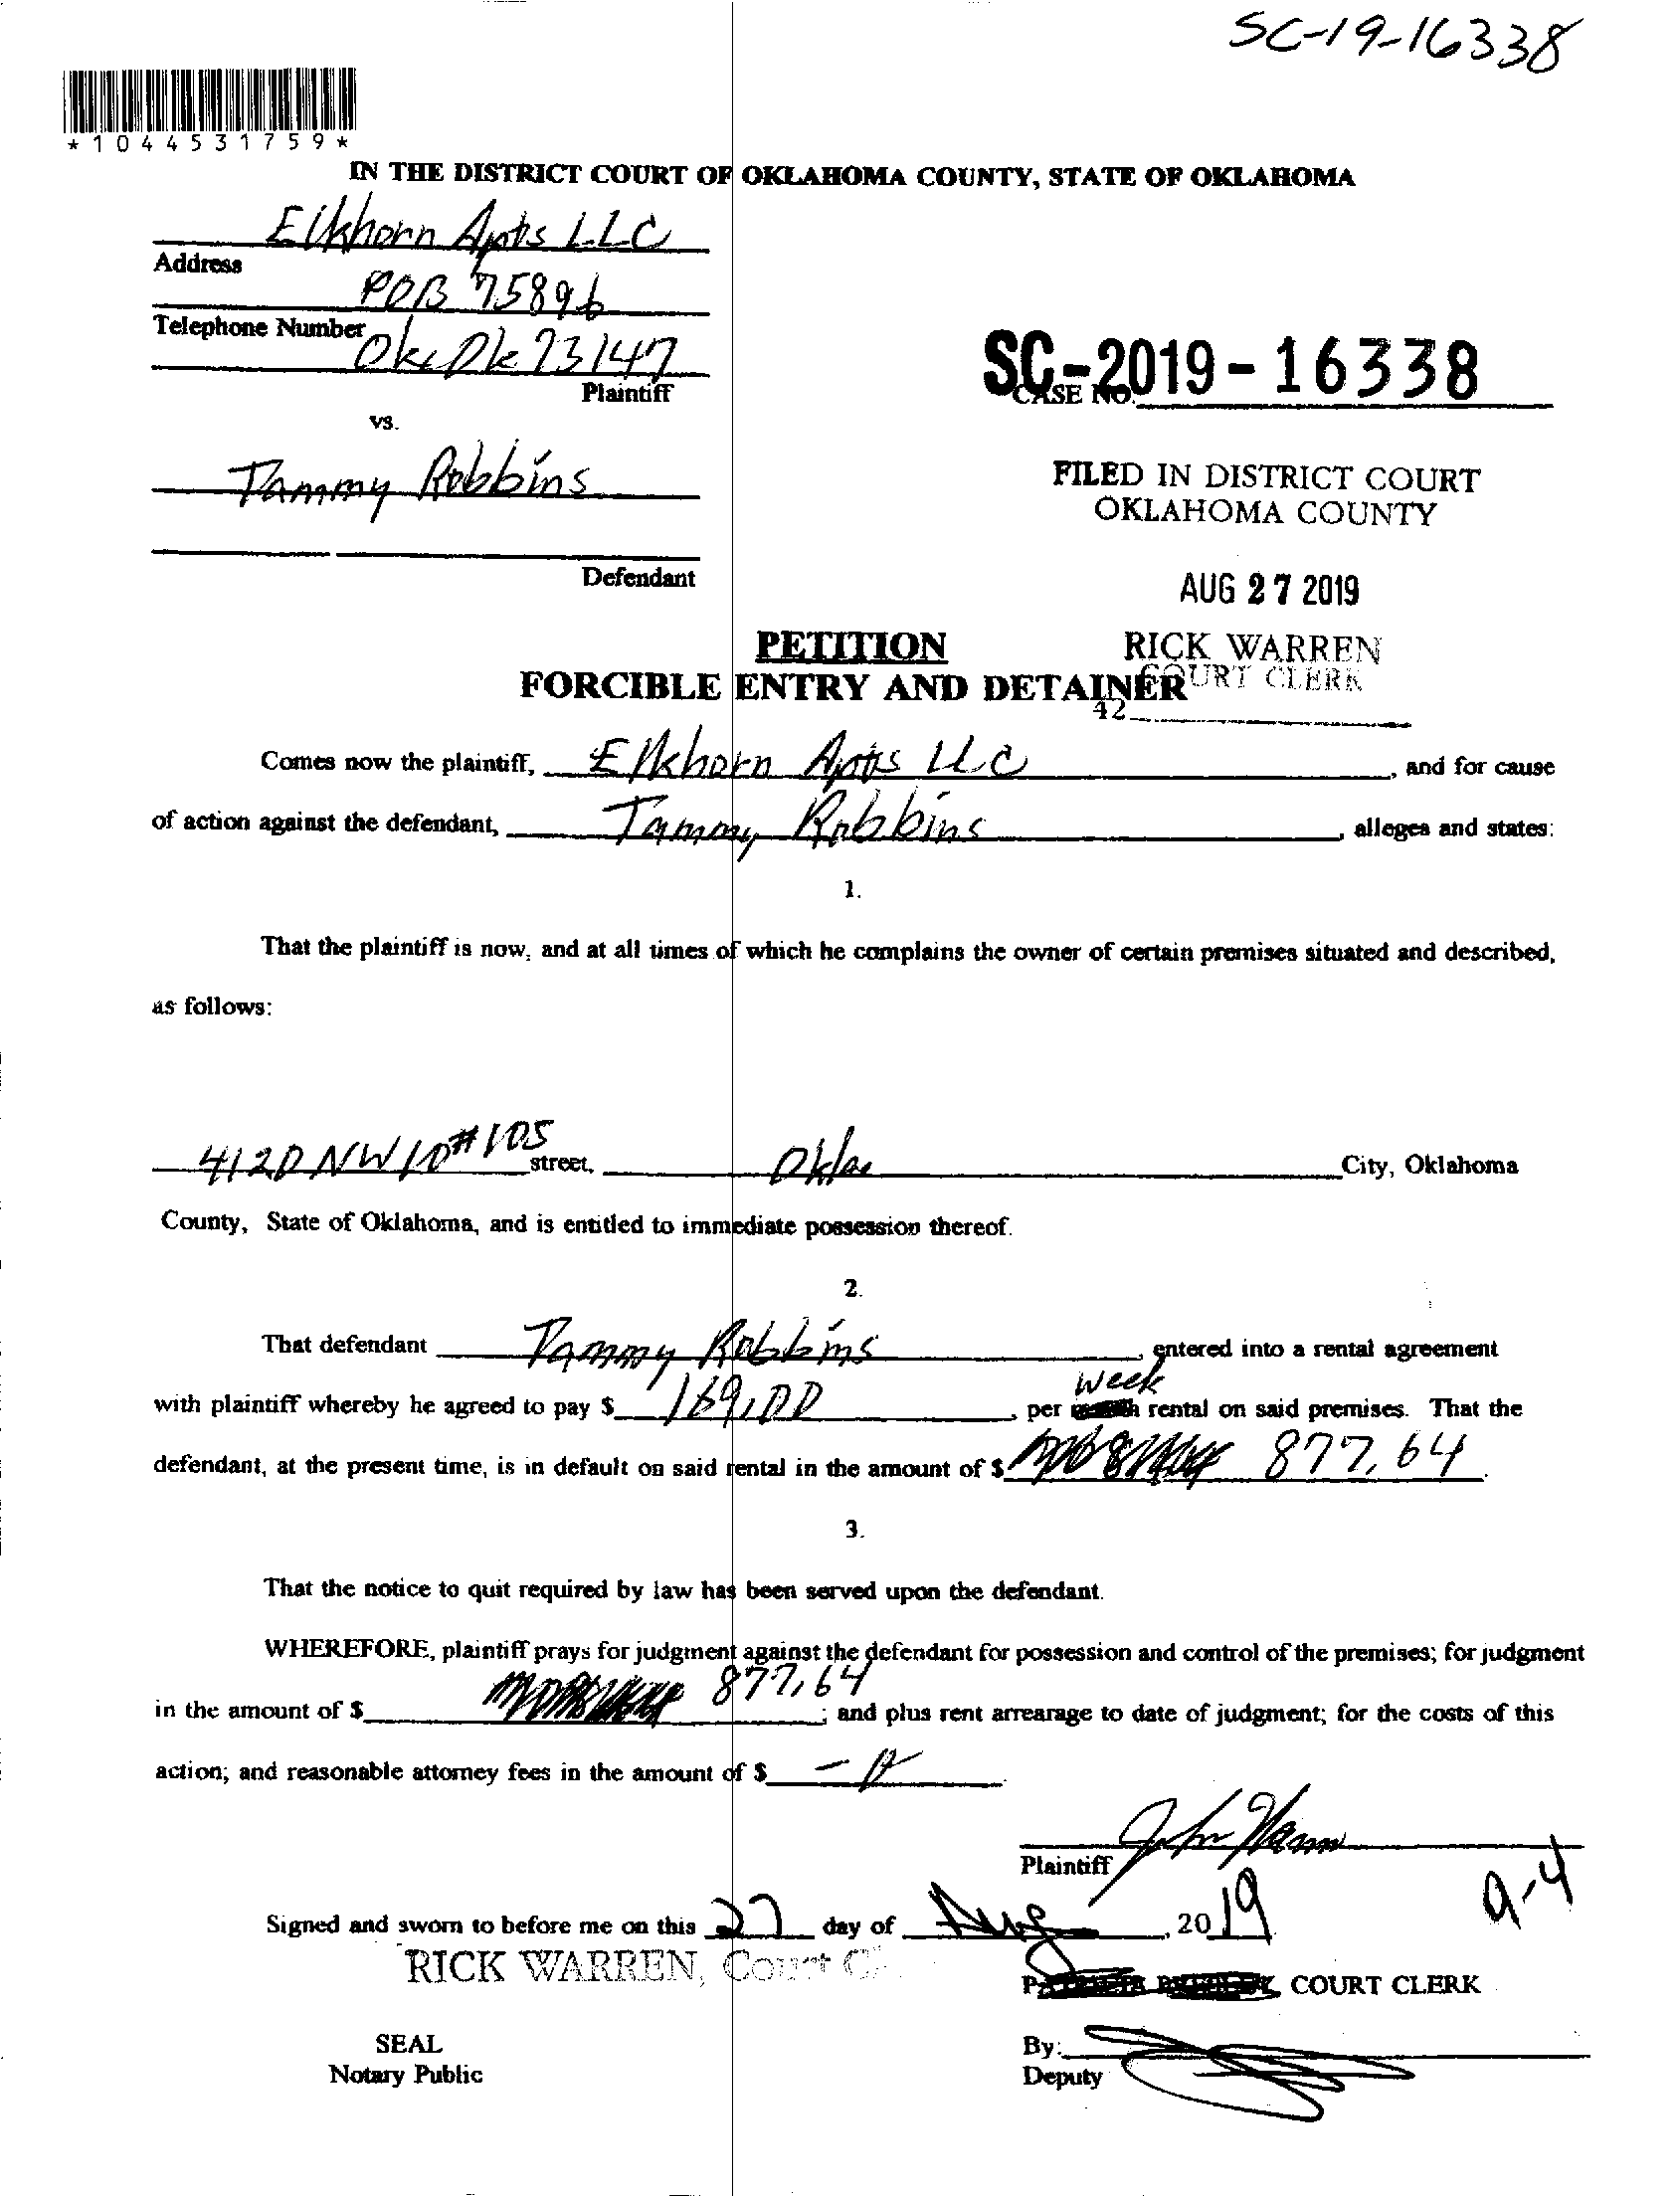 SC-19-16338
*1044531759*
IN THE DISTRICT COURT OF OKLAHOMA COUNTY, STATE OF OKLAHOMA
Elkhorn Apts LLC
Address
POB 75896
Telephone Number
Okc Ok 73147
Plaintiff
vs.
SC-2019-16338
CASE NO.
Tammy Robbins
FILED IN DISTRICT COURT
OKLAHOMA COUNTY
Defendant
AUG 27 2019
PETITION
RICK WARREN
COURT CLERK
FORCIBLE ENTRY AND DETAINER
42
Comes now the plaintiff, Elkhorn Apts LLC, and for cause
of action against the defendant, Tammy Robbins, alleges and states:
1.
That the plaintiff is now, and at all times of which he complains the owner of certain premises situated and described,
as follows:
4120 NW 10 #105 street, Okla City, Oklahoma
County, State of Oklahoma, and is entitled to immediate possession thereof.
2.
That defendant Tammy Robbins, entered into a rental agreement
week
with plaintiff whereby he agreed to pay $ 169.00, per rental on said premises. That the
defendant, at the present time, is in default on said rental in the amount of $ 877.64.
3.
That the notice to quit required by law has been served upon the defendant.
WHEREFORE, plaintiff prays for judgment against the defendant for possession and control of the premises; for judgment
in the amount of $ 877.64; and plus rent arrearage to date of judgment; for the costs of this
action; and reasonable attorney fees in the amount of $
Plaintiff
9-4
Signed and sworn to before me on this 27 day of Aug, 2019
RICK WARREN, Court
COURT CLERK
SEAL
Notary Public
By:
Deputy